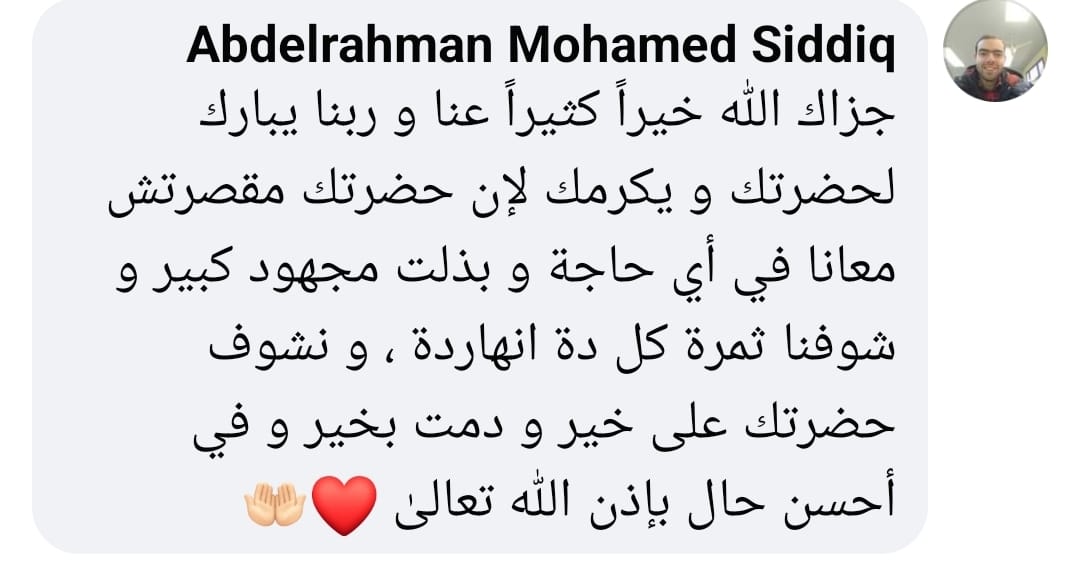 Abdelrahman Mohamed Siddiq
جزاك الله خيراً كثيراً عنا و ربنا يبارك
لحضرتك و يكرمك لإن حضرتك مقصرتش
معانا في أي حاجة و بذلت مجهود كبير و
شوفنا ثمرة كل دة انهاردة ، و نشوف
حضرتك على خير و دمت بخير و في
أحسن حال بإذن الله تعالىٰ ❤️🤲🏻